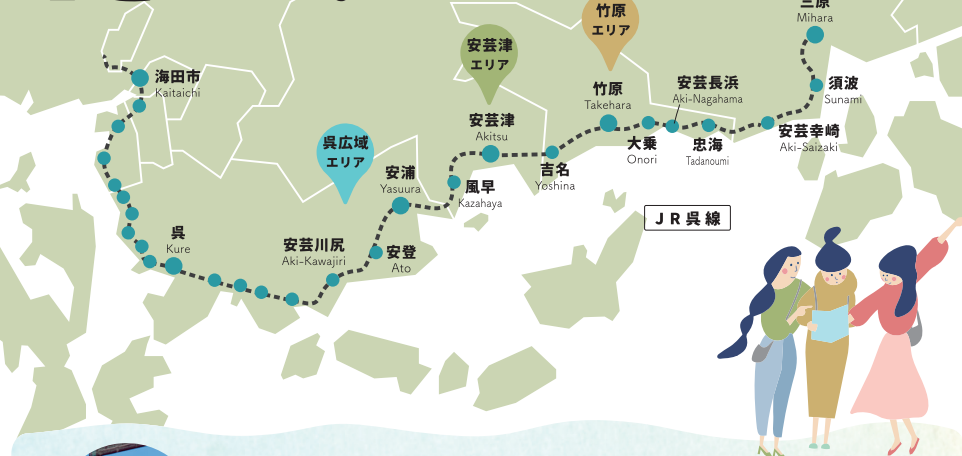 三原
Mihara
竹原
エリア
安芸津
エリア
海田市
Kaitaichi
須波
Sunami
安芸長浜
Aki-Nagahama
竹原
Takehara
安芸津
Akitsu
安芸幸崎
Aki-Saizaki
大乗
Onori
忠海
Tadanoumi
呉広域
エリア
吉名
Yoshina
安浦
Yasuura
風早
Kazahaya
JR呉線
呉
Kure
安芸川尻
Aki-Kawajiri
安登
Ato